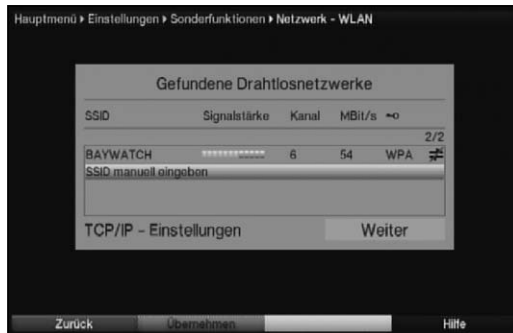 Hauptmenü ▸ Einstellungen ▸ Sonderfunktionen ▸ Netzwerk - WLAN
Gefundene Drahtlosnetzwerke
SSID Signalstärke Kanal MBit/s
2/2
BAYWATCH 6 54 WPA
SSID manuell eingeben
TCP/IP - Einstellungen Weiter
Zurück Übernehmen Hilfe